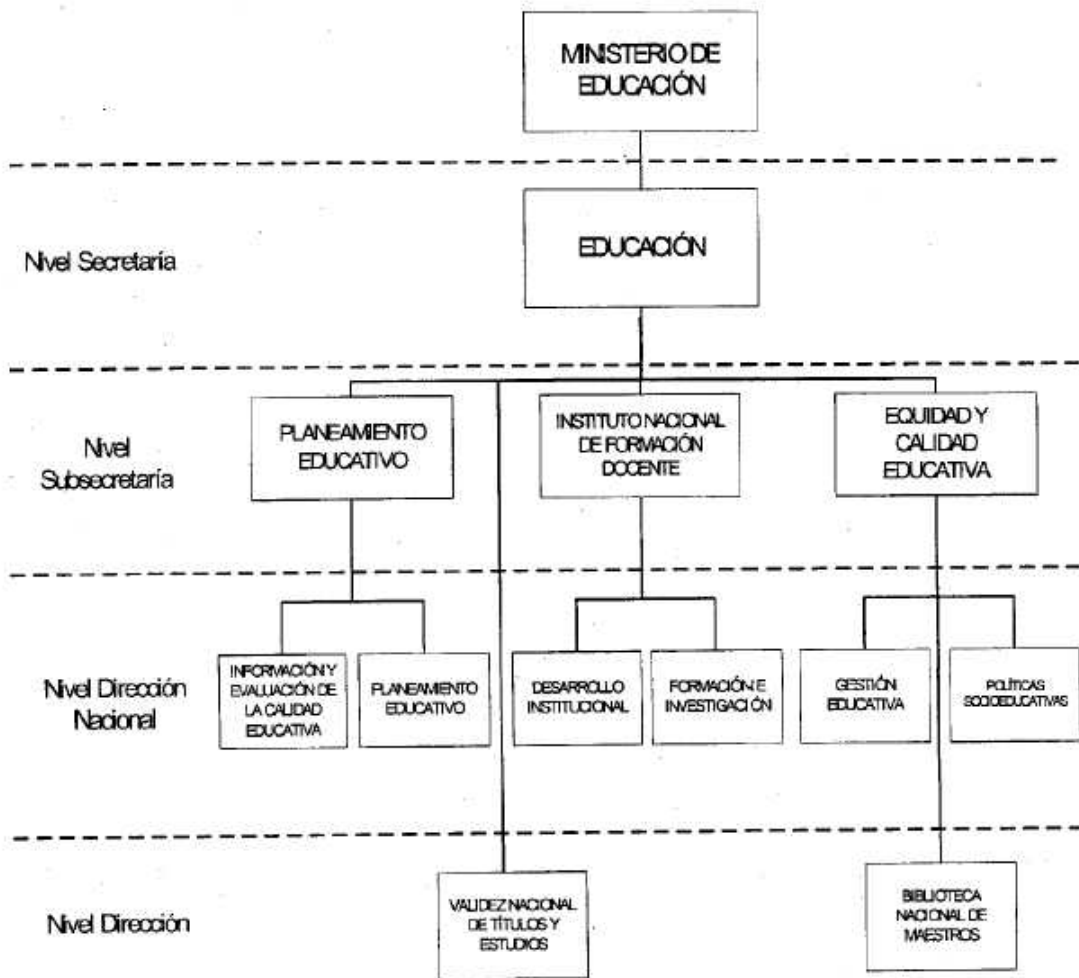 MINISTERIO DE
EDUCACIÓN
Nivel Secretaría
EDUCACIÓN
Nivel
Subsecretaría
PLANEAMIENTO
EDUCATIVO
INSTITUTO NACIONAL
DE FORMACIÓN
DOCENTE
EQUIDAD Y
CALIDAD
EDUCATIVA
Nivel Dirección
Nacional
INFORMACIÓN Y
EVALUACIÓN DE
LA CALIDAD
EDUCATIVA
PLANEAMIENTO
EDUCATIVO
DESARROLLO
INSTITUCIONAL
FORMACIÓN E
INVESTIGACIÓN
GESTIÓN
EDUCATIVA
POLÍTICAS
SOCIOEDUCATIVAS
Nivel Dirección
VALIDEZ NACIONAL
DE TÍTULOS Y
ESTUDIOS
BIBLIOTECA
NACIONAL DE
MAESTROS